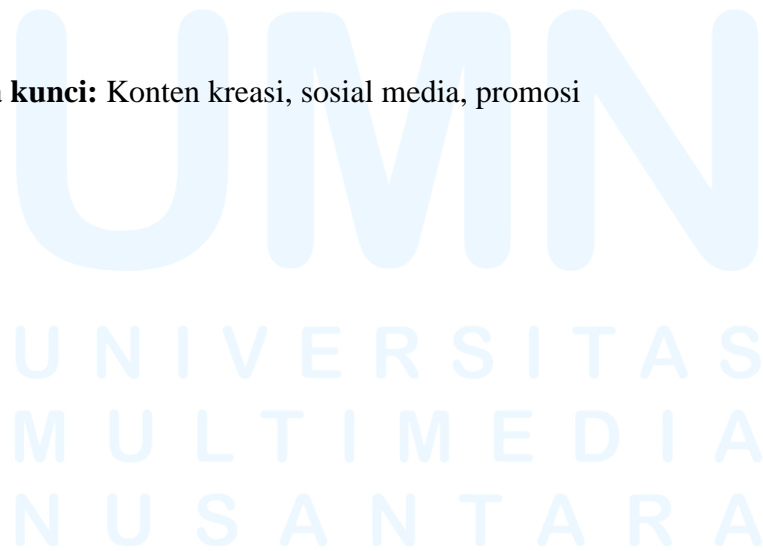 kunci: Konten kreasi, sosial media, promosi
UMN
UNIVERSITAS
MULTIMEDIA
NUSANTARA